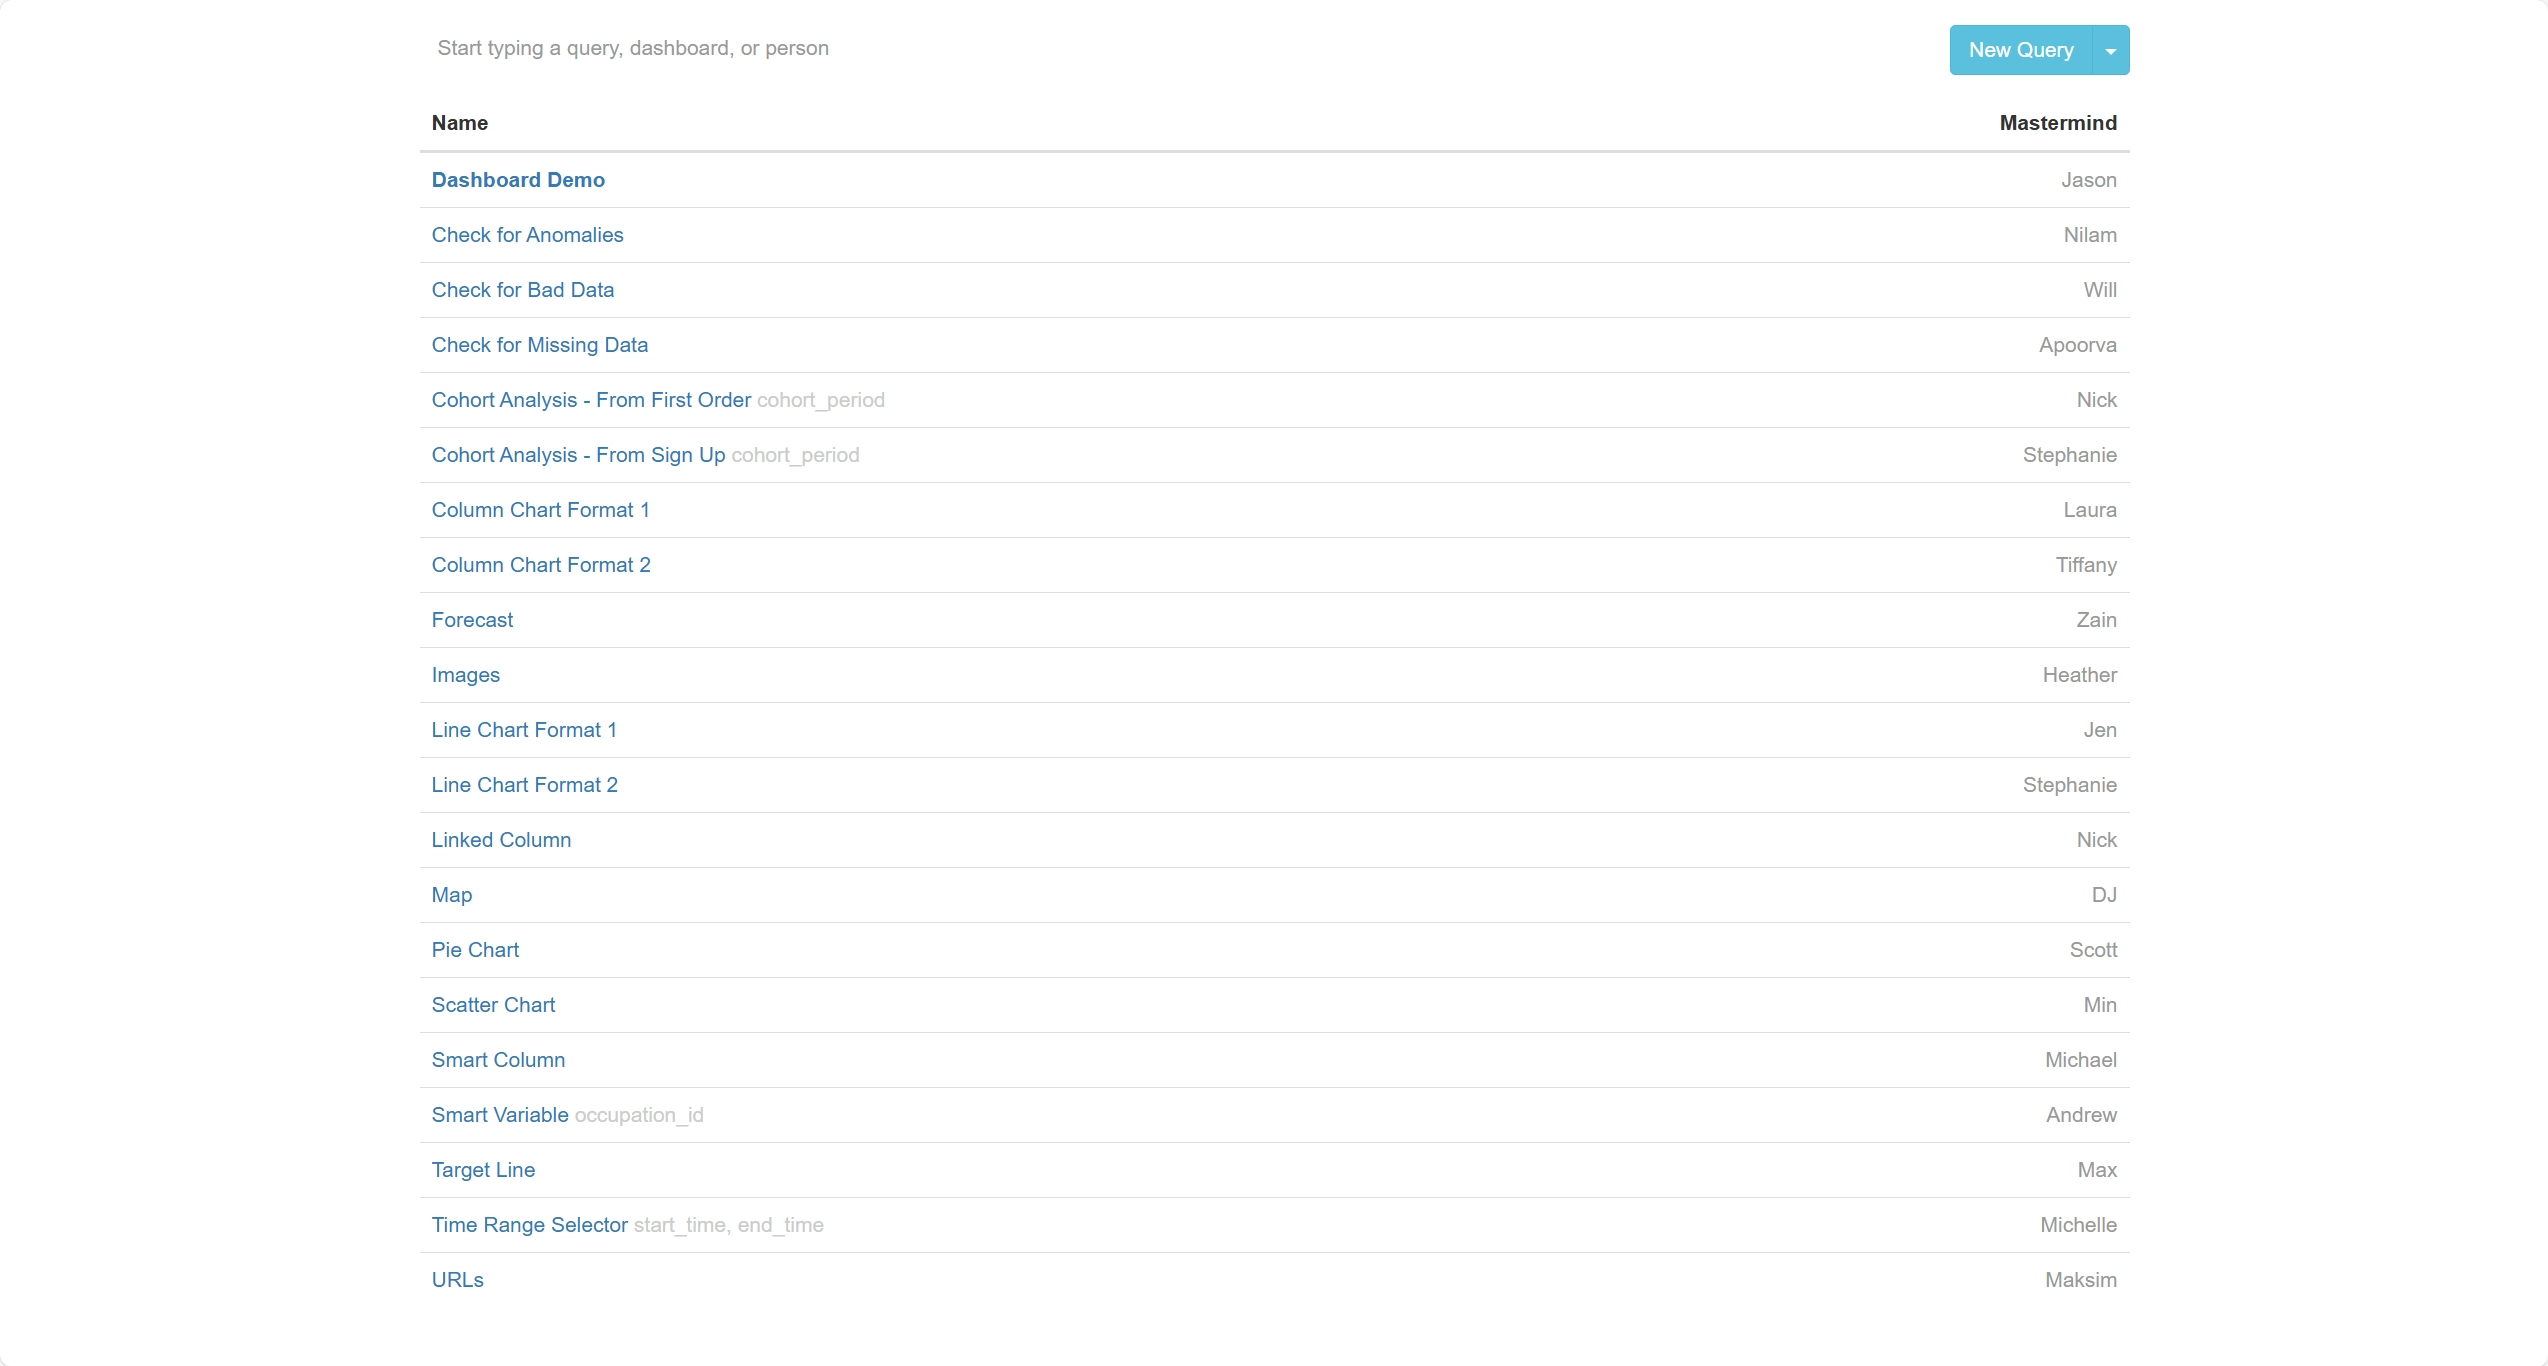 Start typing a query, dashboard, or person New Query
Name Mastermind
Dashboard Demo Jason
Check for Anomalies Nilam
Check for Bad Data Will
Check for Missing Data Apoorva
Cohort Analysis - From First Order cohort_period Nick
Cohort Analysis - From Sign Up cohort_period Stephanie
Column Chart Format 1 Laura
Column Chart Format 2 Tiffany
Forecast Zain
Images Heather
Line Chart Format 1 Jen
Line Chart Format 2 Stephanie
Linked Column Nick
Map DJ
Pie Chart Scott
Scatter Chart Min
Smart Column Michael
Smart Variable occupation_id Andrew
Target Line Max
Time Range Selector start_time, end_time Michelle
URLs Maksim